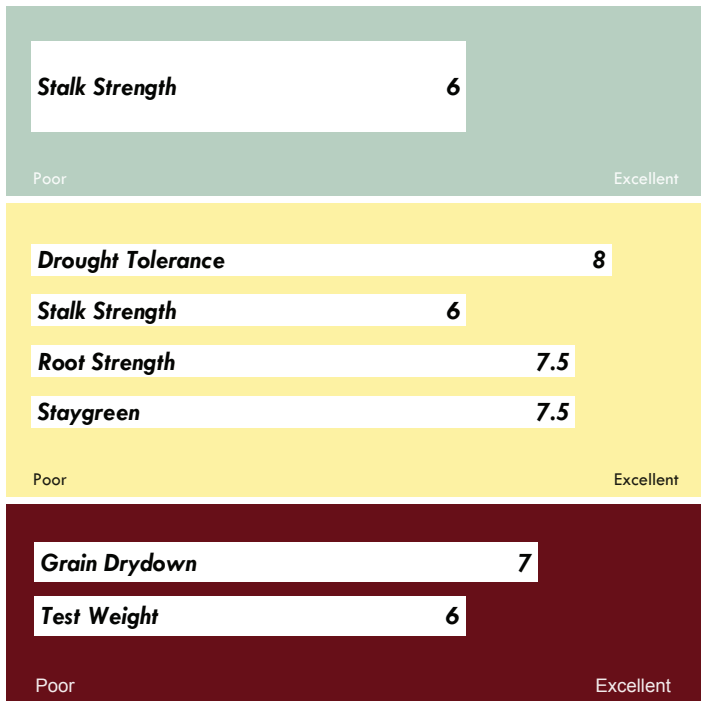 Stalk Strength 6
Poor Excellent
Drought Tolerance 8
Stalk Strength 6
Root Strength 7.5
Staygreen 7.5
Poor Excellent
Grain Drydown 7
Test Weight 6
Poor Excellent